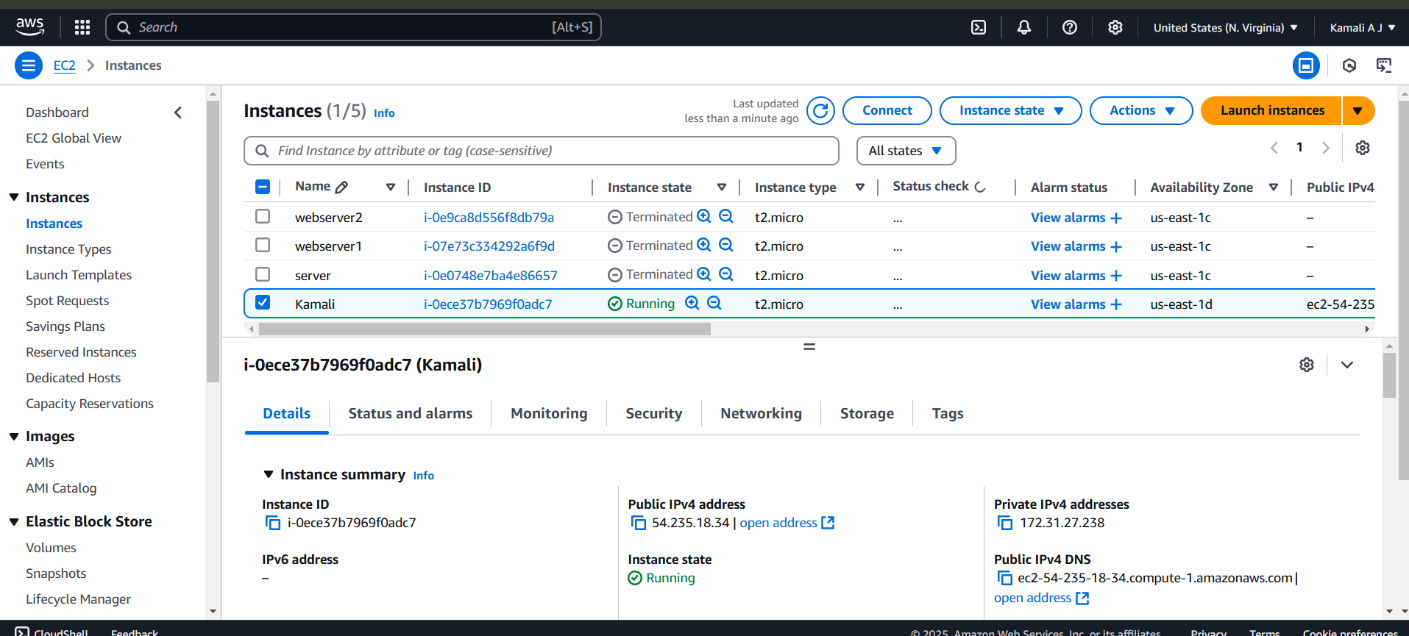 aws
Search [Alt+S]
United States (N. Virginia)
Kamali A J
EC2 Instances
Dashboard
EC2 Global View
Events
Instances
Instances
Instance Types
Launch Templates
Spot Requests
Savings Plans
Reserved Instances
Dedicated Hosts
Capacity Reservations
Images
AMIs
AMI Catalog
Elastic Block Store
Volumes
Snapshots
Lifecycle Manager
Instances (1/5) Info
Last updated
less than a minute ago
Connect
Instance state
Actions
Launch instances
Find Instance by attribute or tag (case-sensitive)
All states
1
Name Instance ID Instance state Instance type Status check Alarm status Availability Zone Public IPv4
webserver2 i-0e9ca8d556f8db79a Terminated t2.micro ... View alarms + us-east-1c –
webserver1 i-07e73c334292a6f9d Terminated t2.micro ... View alarms + us-east-1c –
server i-0e0748e7ba4e86657 Terminated t2.micro ... View alarms + us-east-1c –
Kamali i-0ece37b7969f0adc7 Running t2.micro ... View alarms + us-east-1d ec2-54-235
i-0ece37b7969f0adc7 (Kamali)
Details Status and alarms Monitoring Security Networking Storage Tags
Instance summary Info
Instance ID
i-0ece37b7969f0adc7
Public IPv4 address
54.235.18.34 | open address
Private IPv4 addresses
172.31.27.238
IPv6 address
–
Instance state
Running
Public IPv4 DNS
ec2-54-235-18-34.compute-1.amazonaws.com |
open address
CloudShell Feedback © 2025, Amazon Web Services, Inc. or its affiliates. Privacy Terms Cookie preferences